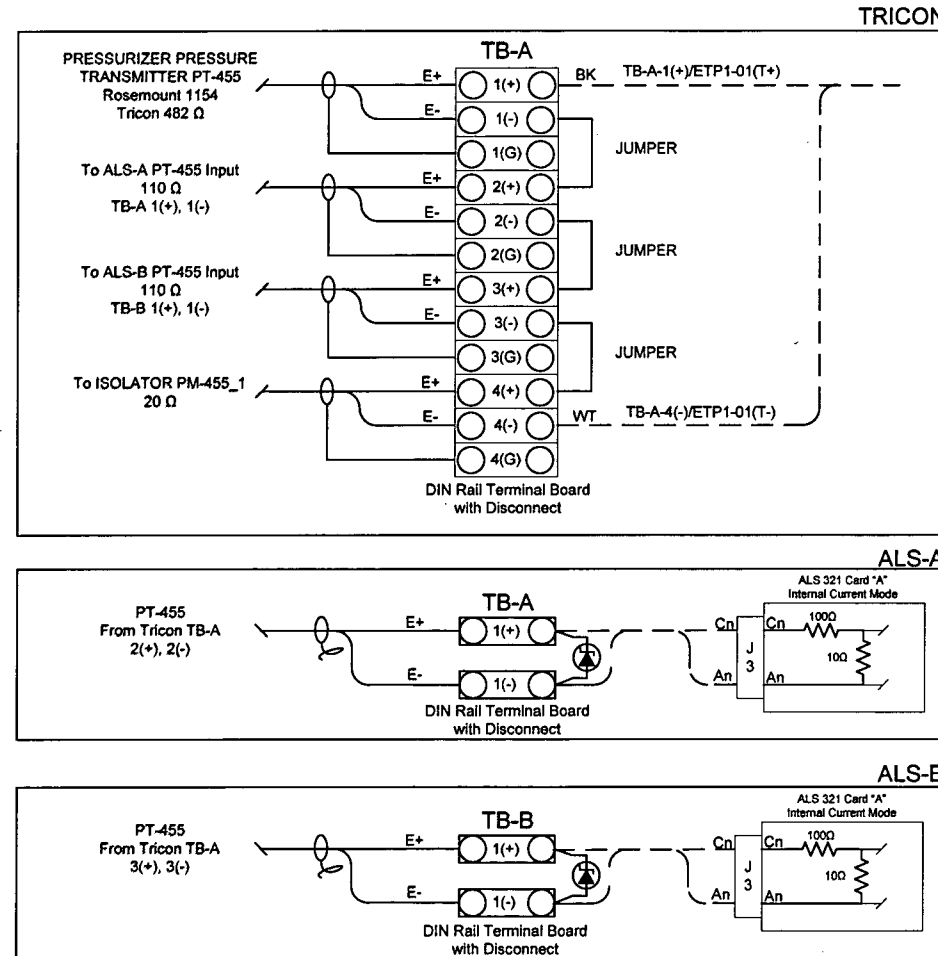 TRICON
PRESSURIZER PRESSURE
TRANSMITTER PT-455
Rosemount 1154
Tricon 482 Ω
To ALS-A PT-455 Input
110 Ω
TB-A 1(+), 1(-)
To ALS-B PT-455 Input
110 Ω
TB-B 1(+), 1(-)
To ISOLATOR PM-455_1
20 Ω
TB-A
E+
1(+)
BK
TB-A-1(+)/ETP1-01(T+)
E-
1(-)
1(G)
JUMPER
E+
2(+)
E-
2(-)
2(G)
JUMPER
E+
3(+)
E-
3(-)
3(G)
JUMPER
E+
4(+)
E-
4(-)
WT
TB-A-4(-)/ETP1-01(T-)
4(G)
DIN Rail Terminal Board
with Disconnect
ALS-A
PT-455
From Tricon TB-A
2(+), 2(-)
TB-A
E+
1(+)
E-
1(-)
DIN Rail Terminal Board
with Disconnect
ALS 321 Card "A"
Internal Current Mode
Cn
Cn
100Ω
J
3
10Ω
An
An
ALS-B
PT-455
From Tricon TB-A
3(+), 3(-)
TB-B
E+
1(+)
E-
1(-)
DIN Rail Terminal Board
with Disconnect
ALS 321 Card "A"
Internal Current Mode
Cn
Cn
100Ω
J
3
10Ω
An
An